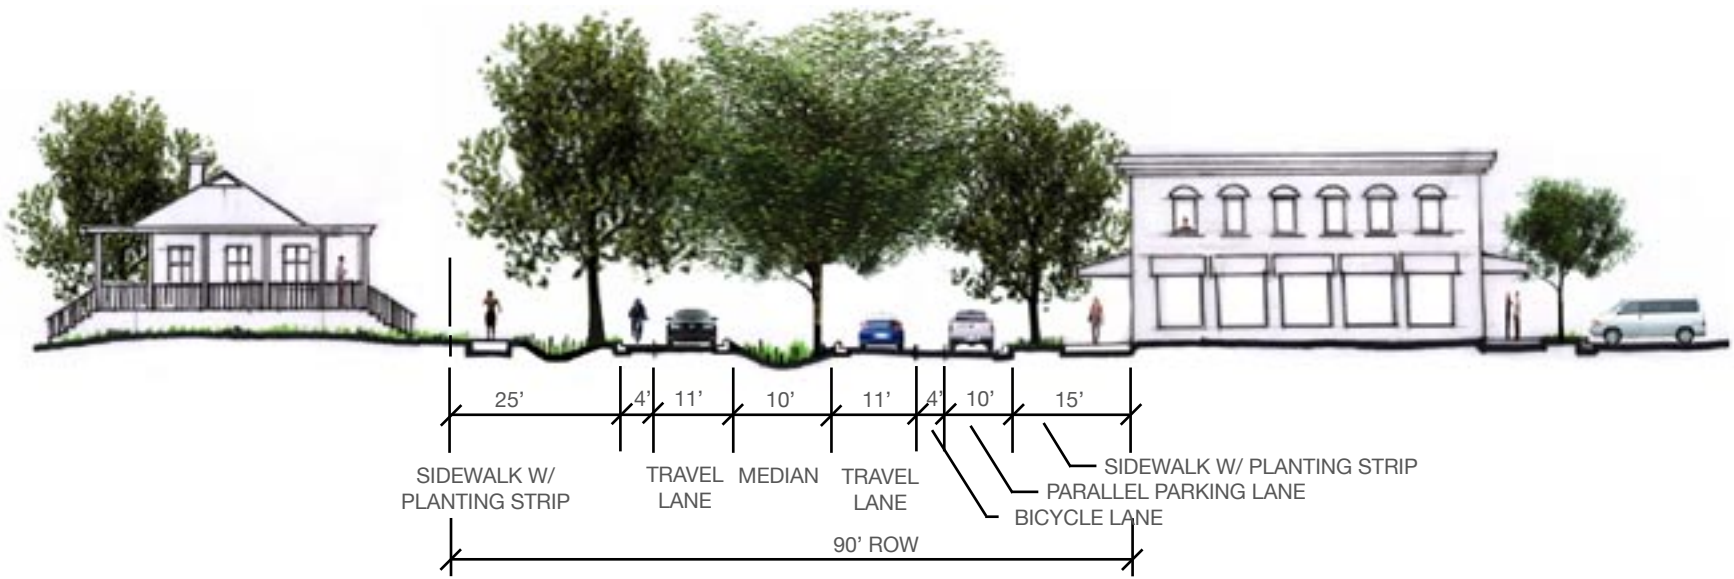 25’ 4’ 11’ 10’ 11’ 4’ 10’ 15’
SIDEWALK W/
PLANTING STRIP
TRAVEL
LANE
MEDIAN
TRAVEL
LANE
SIDEWALK W/ PLANTING STRIP
PARALLEL PARKING LANE
BICYCLE LANE
90’ ROW